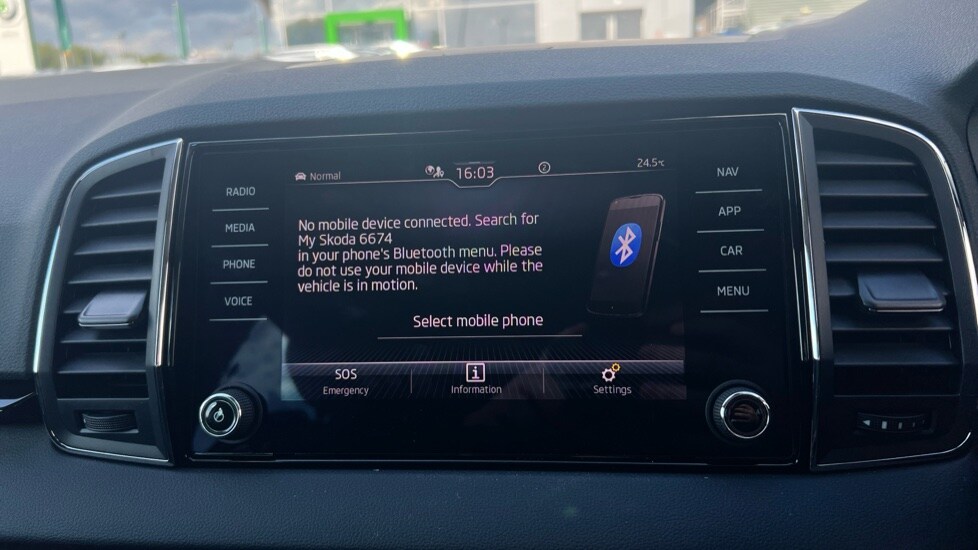 RADIO
MEDIA
PHONE
VOICE
Normal
16:03
2
24.5°C
No mobile device connected. Search for
My Skoda 6674
in your phone's Bluetooth menu. Please
do not use your mobile device while the
vehicle is in motion.
Select mobile phone
SOS
Emergency
i
Information
Settings
NAV
APP
CAR
MENU